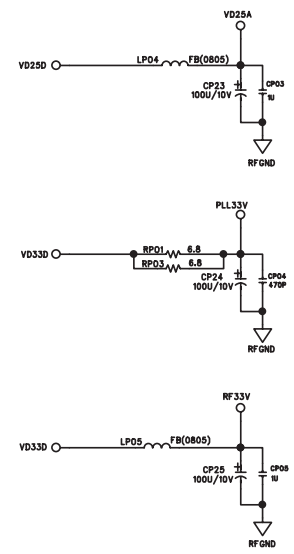 VD25A
VD25D
LP04 FB(0805)
CP23
100U/10V
CP03
1U
RFGND
PLL33V
VD33D
RP01 6.8
RP03 6.8
CP24
100U/10V
CP04
470P
RFGND
RF33V
VD33D
LP05 FB(0805)
CP25
100U/10V
CP05
1U
RFGND